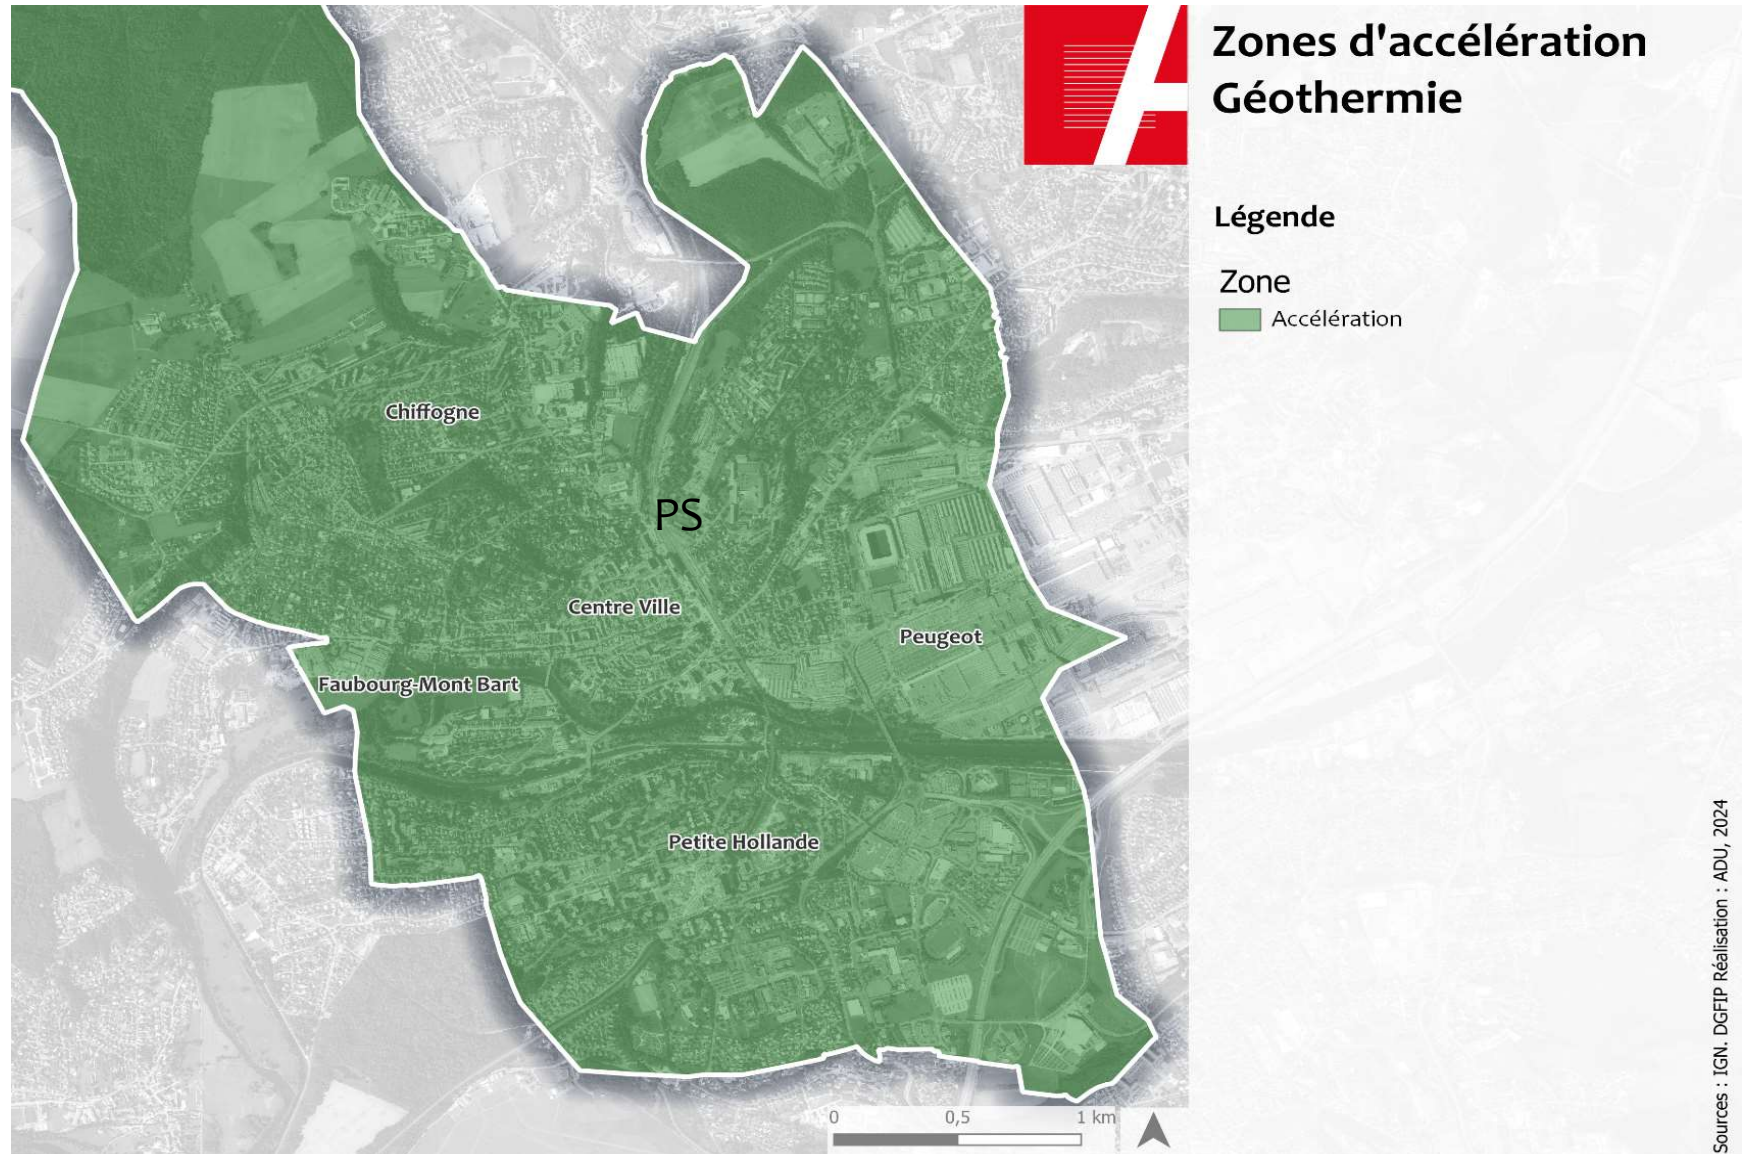 Zones d'accélération
Géothermie
Légende
Zone
Accélération
Chiffogne
PS
Centre Ville
Peugeot
Faubourg-Mont Bart
Petite Hollande
0 0,5 1 km
Sources : IGN. DGFIP Réalisation : ADU, 2024